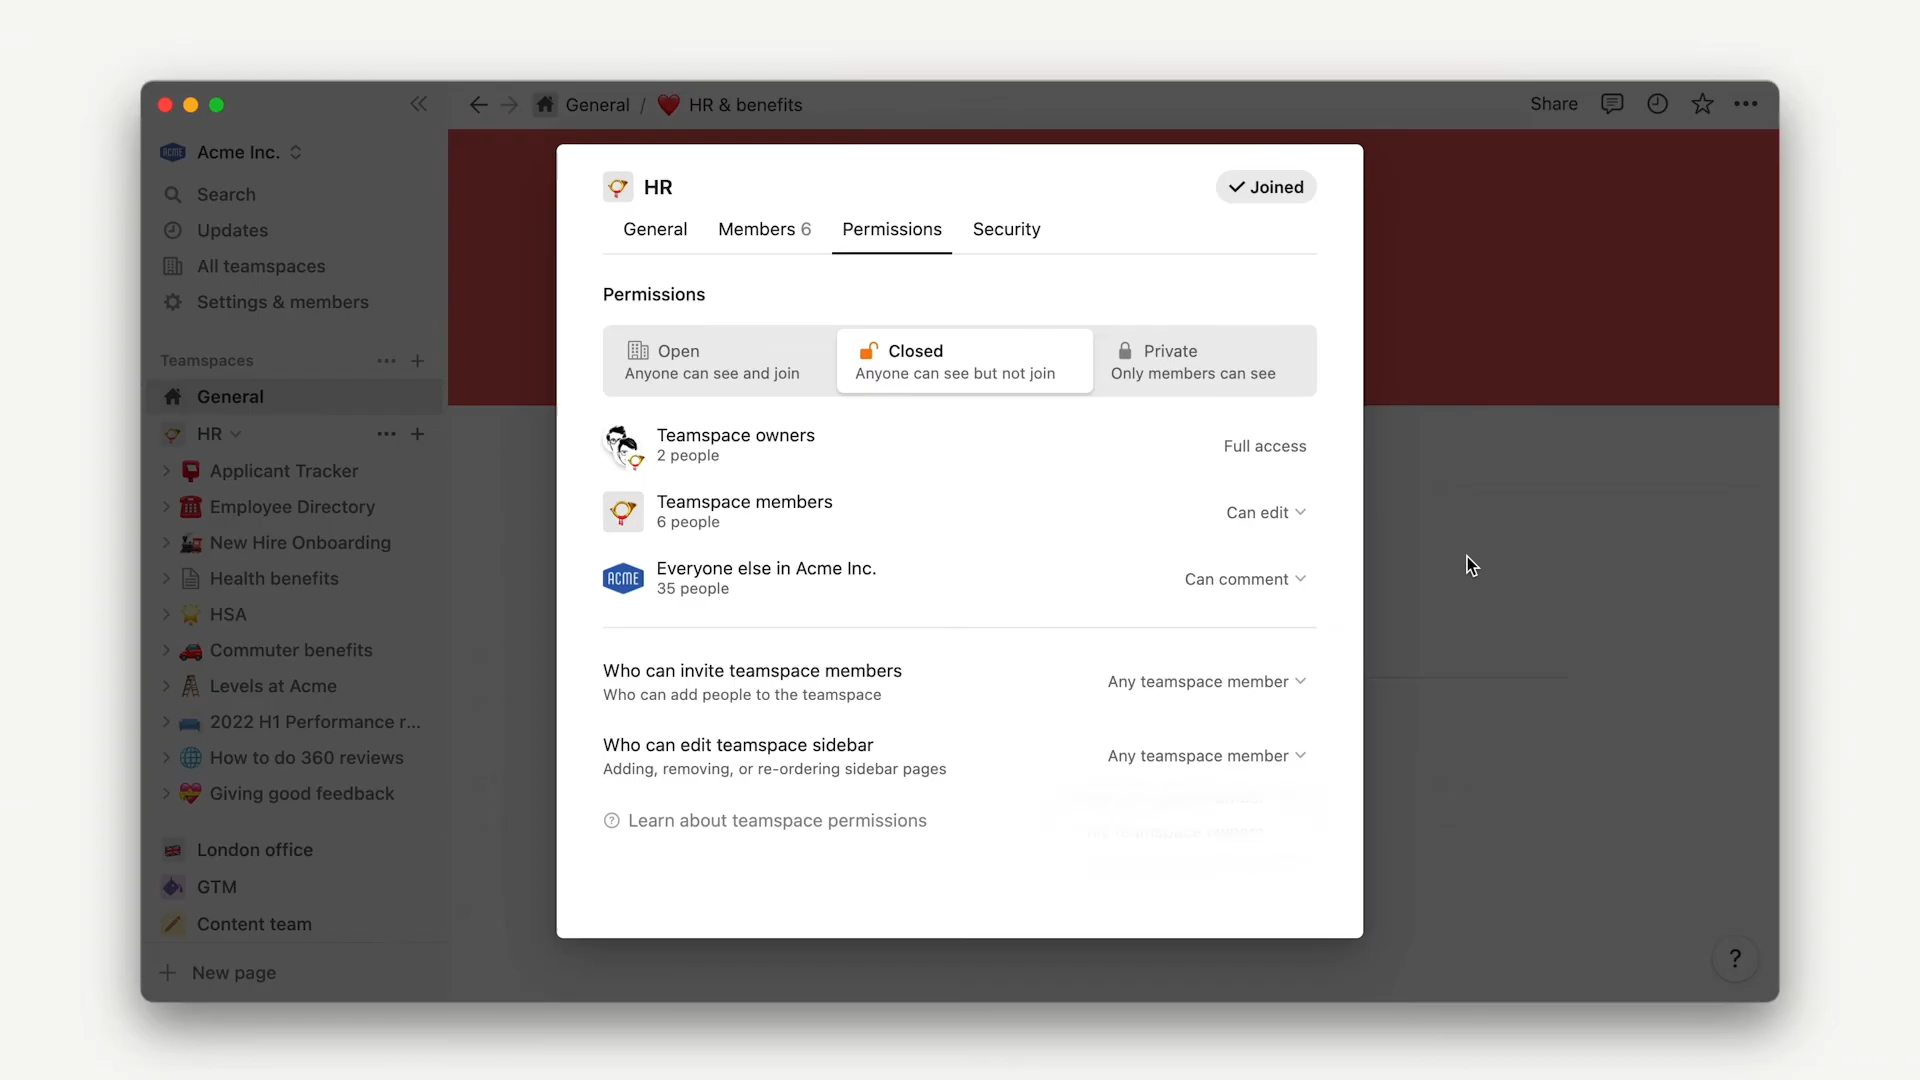 General / HR & benefits
Share
ACME Acme Inc.
Search
Updates
All teamspaces
Settings & members
Teamspaces
General
HR
Applicant Tracker
Employee Directory
New Hire Onboarding
Health benefits
HSA
Commuter benefits
Levels at Acme
2022 H1 Performance r...
How to do 360 reviews
Giving good feedback
London office
GTM
Content team
New page
HR
Joined
General
Members 6
Permissions
Security
Permissions
Open
Anyone can see and join
Closed
Anyone can see but not join
Private
Only members can see
Teamspace owners
2 people
Full access
Teamspace members
6 people
Can edit
ACME
Everyone else in Acme Inc.
35 people
Can comment
Who can invite teamspace members
Who can add people to the teamspace
Any teamspace member
Who can edit teamspace sidebar
Adding, removing, or re-ordering sidebar pages
Any teamspace member
? Learn about teamspace permissions
?